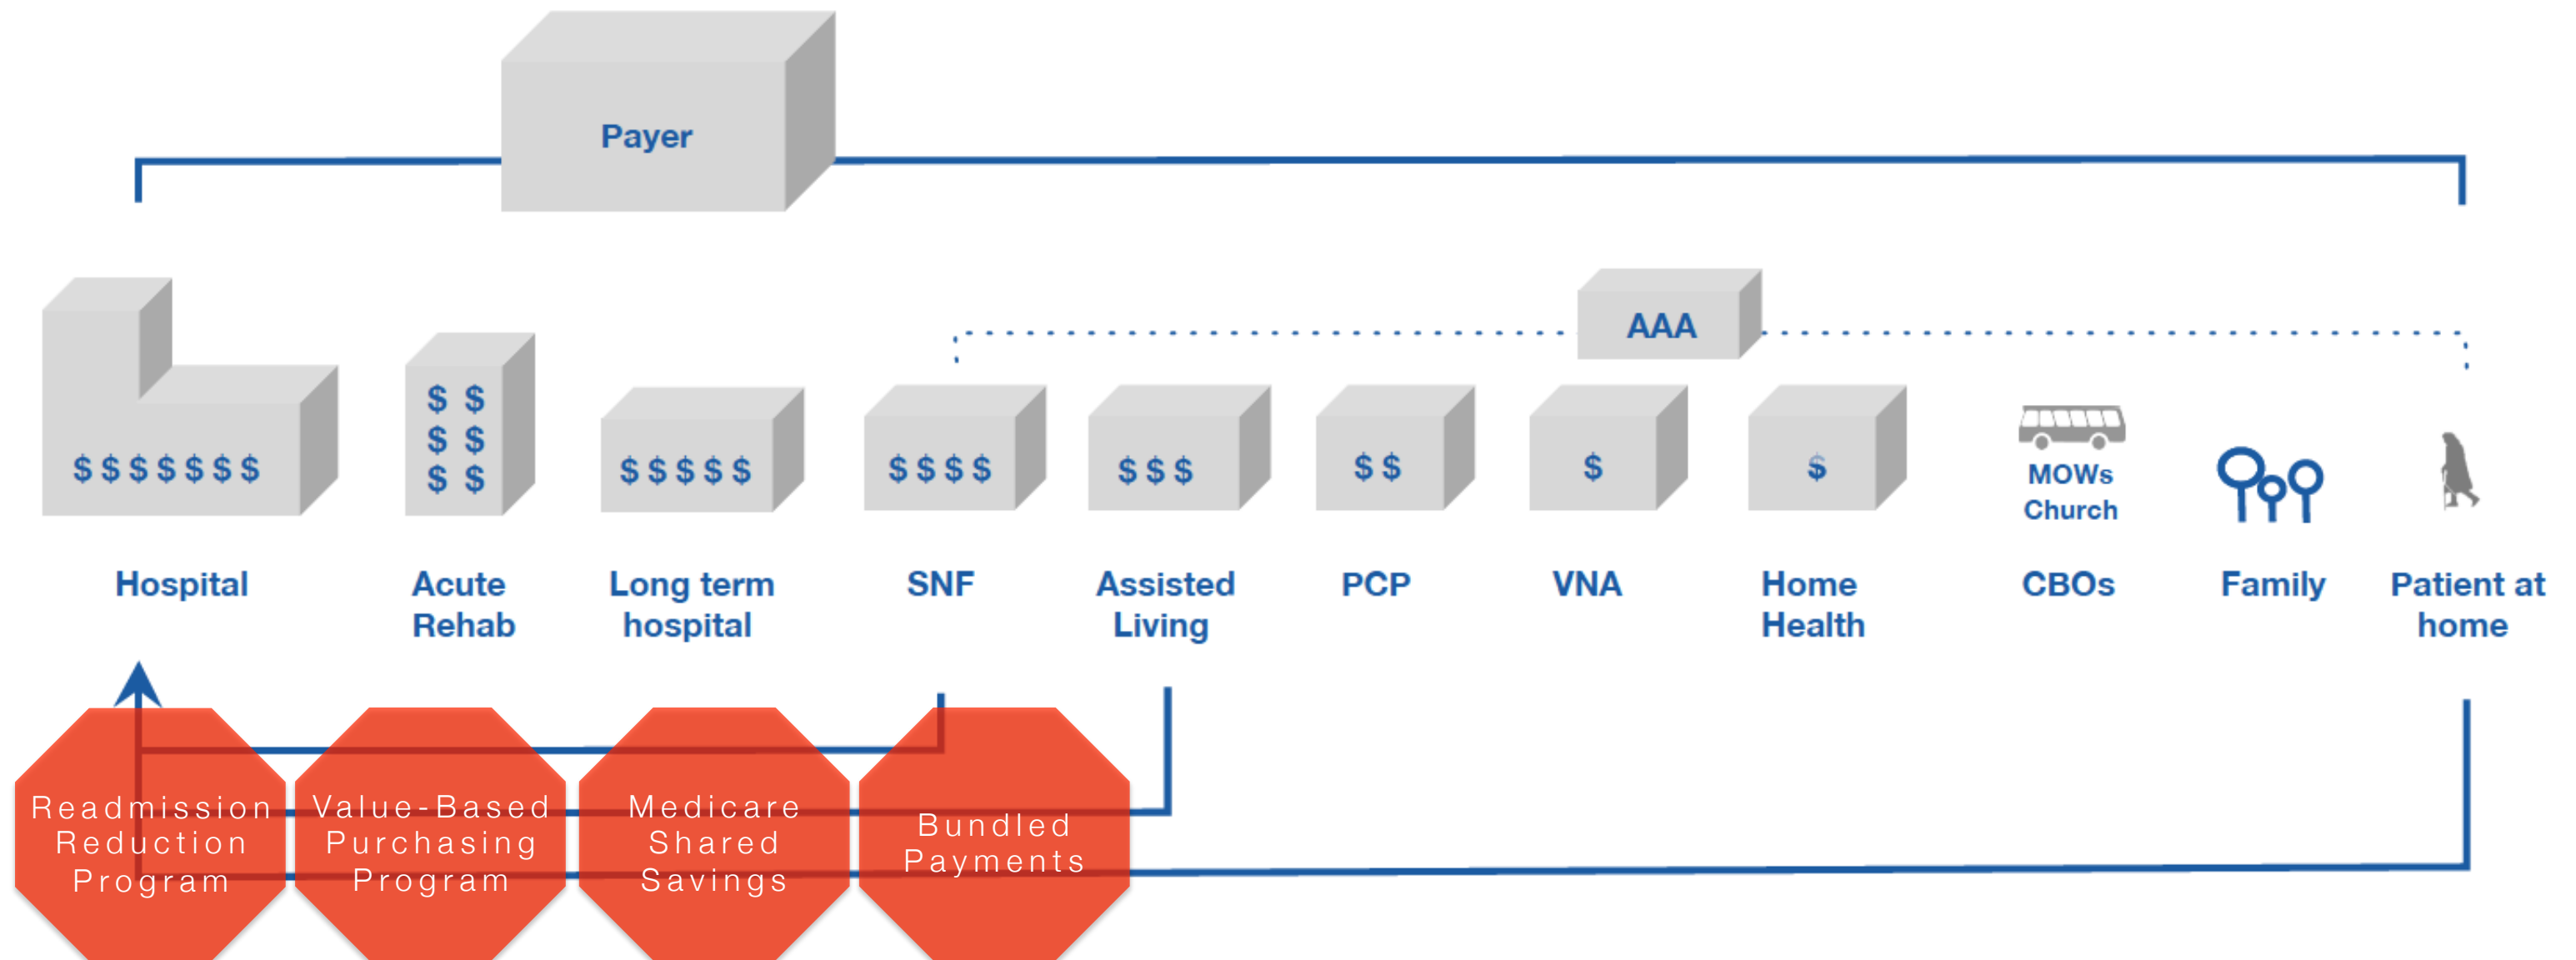 Payer
AAA
$ $ $ $ $ $ $
$ $
$ $
$ $
$ $ $ $ $
$ $ $ $
$ $ $
$ $
$
$
MOWs
Church
Hospital
Acute
Rehab
Long term
hospital
SNF
Assisted
Living
PCP
VNA
Home
Health
CBOs
Family
Patient at
home
Readmission
Reduction
Program
Value-Based
Purchasing
Program
Medicare
Shared
Savings
Bundled
Payments